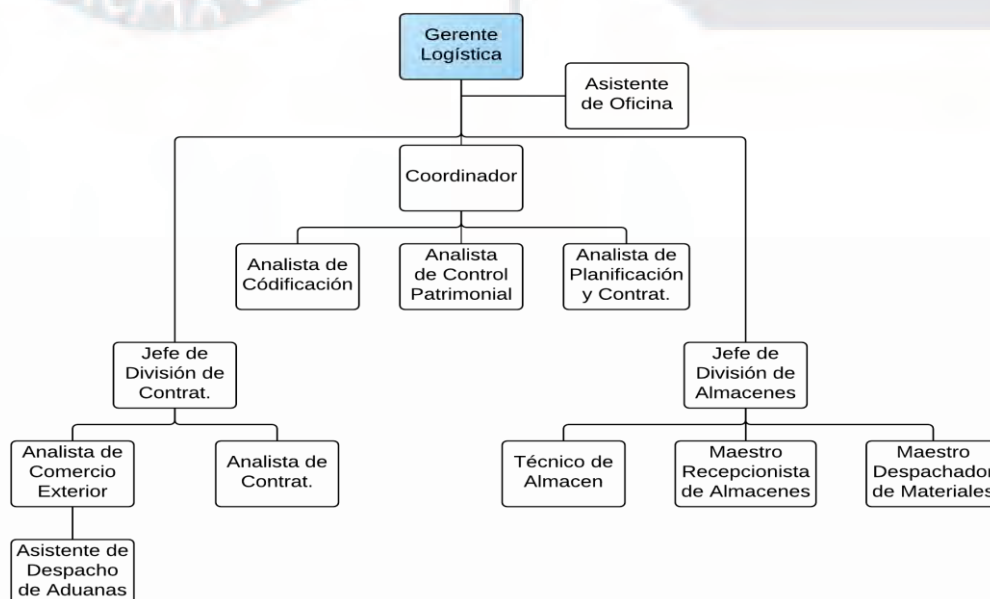 Gerente
Logística
Asistente
de Oficina
Coordinador
Analista de
Códificación
Analista
de Control
Patrimonial
Analista de
Planificación
y Contrat.
Jefe de
División de
Contrat.
Jefe de
División de
Almacenes
Analista de
Comercio
Exterior
Analista de
Contrat.
Técnico de
Almacen
Maestro
Recepcionista
de Almacenes
Maestro
Despachador
de Materiales
Asistente de
Despacho
de Aduanas